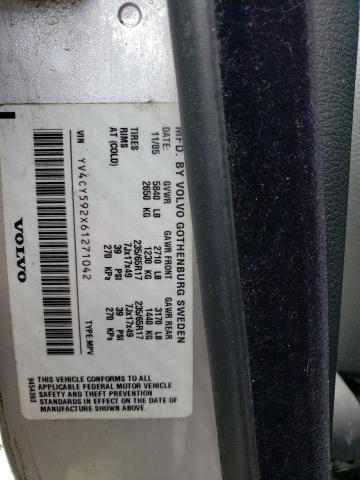 MFD. BY VOLVO GOTHENBURG SWEDEN
DATE: GVWR GAWR FRONT GAWR REAR
11/05 5840 LB 2710 LB 3170 LB
2650 KG 1230 KG 1440 KG
TIRES 235/65R17 235/65R17
RIMS 7Jx17x49 7Jx17x49
AT (COLD) 39 PSI 39 PSI
270 KPa 270 KPa
VIN YV4CY592X61271042 TYPE:MPV
VOLVO
THIS VEHICLE CONFORMS TO ALL
APPLICABLE FEDERAL MOTOR VEHICLE
SAFETY AND THEFT PREVENTION
STANDARDS IN EFFECT ON THE DATE OF
MANUFACTURE SHOWN ABOVE.
9454263